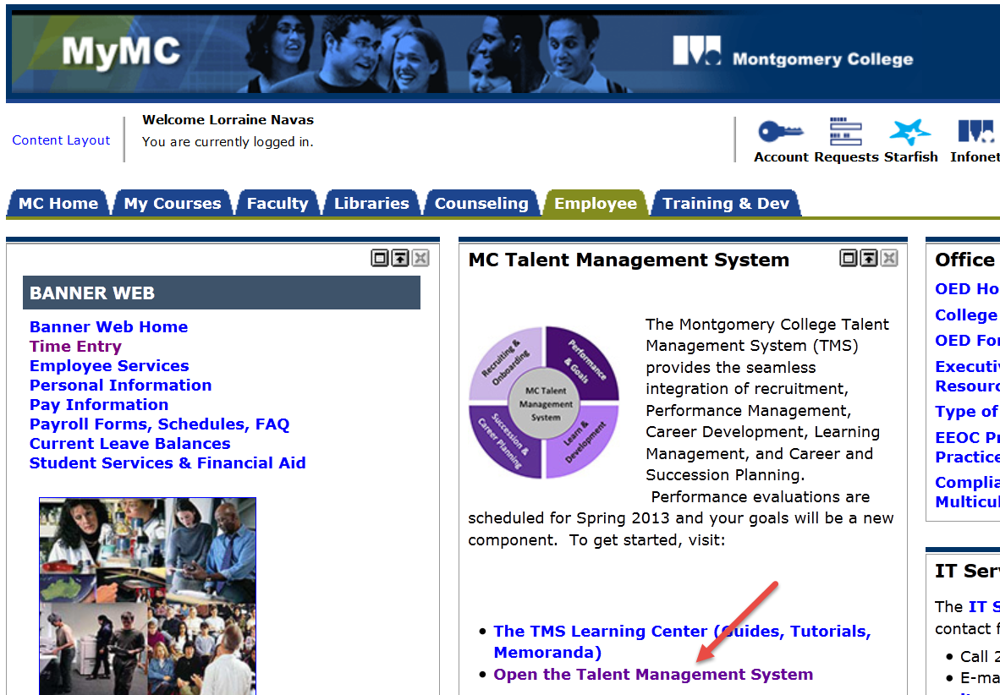 MyMC
Montgomery College
Content Layout
Welcome Lorraine Navas
You are currently logged in.
Account Requests Starfish Infonet
MC Home My Courses Faculty Libraries Counseling Employee Training & Dev
BANNER WEB
Banner Web Home
Time Entry
Employee Services
Personal Information
Pay Information
Payroll Forms, Schedules, FAQ
Current Leave Balances
Student Services & Financial Aid
MC Talent Management System
Recruiting &
Onboarding
Performance
& Goals
MC Talent
Management
System
Succession &
Career Planning
Learn &
Development
The Montgomery College Talent
Management System (TMS)
provides the seamless
integration of recruitment,
Performance Management,
Career Development, Learning
Management, and Career and
Succession Planning.
Performance evaluations are
scheduled for Spring 2013 and your goals will be a new
component. To get started, visit:
• The TMS Learning Center (Guides, Tutorials,
Memoranda)
• Open the Talent Management System
Office
OED Ho
College
OED For
Executiv
Resourc
Type of
EEOC Pr
Practice
Complia
Multicul
IT Serv
The IT S
contact f
• Call 2
• E-ma